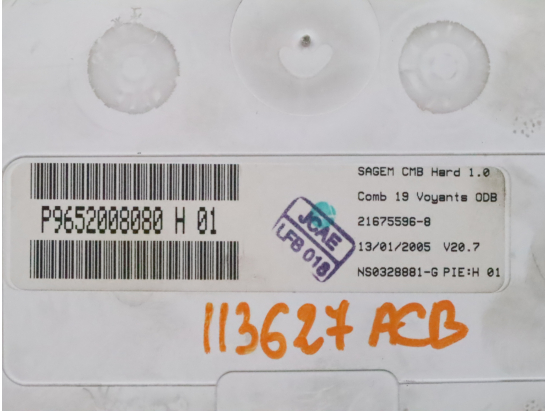 SAGEM CMB Hard 1.0
Comb 19 Voyants ODB
P9652008080 H 01
21675596-8
JCAE
LFB 018
13/01/2005 V20.7
NS0328881-G PIE:H 01
113627 ACB